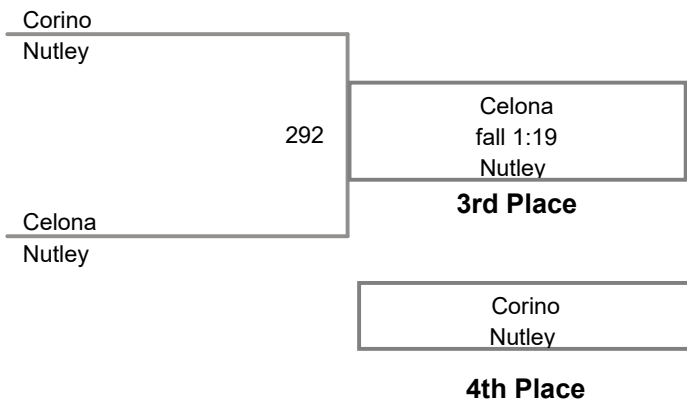 Corino
Nutley
292
Celona
fall 1:19
Nutley
3rd Place
Celona
Nutley
Corino
Nutley
4th Place